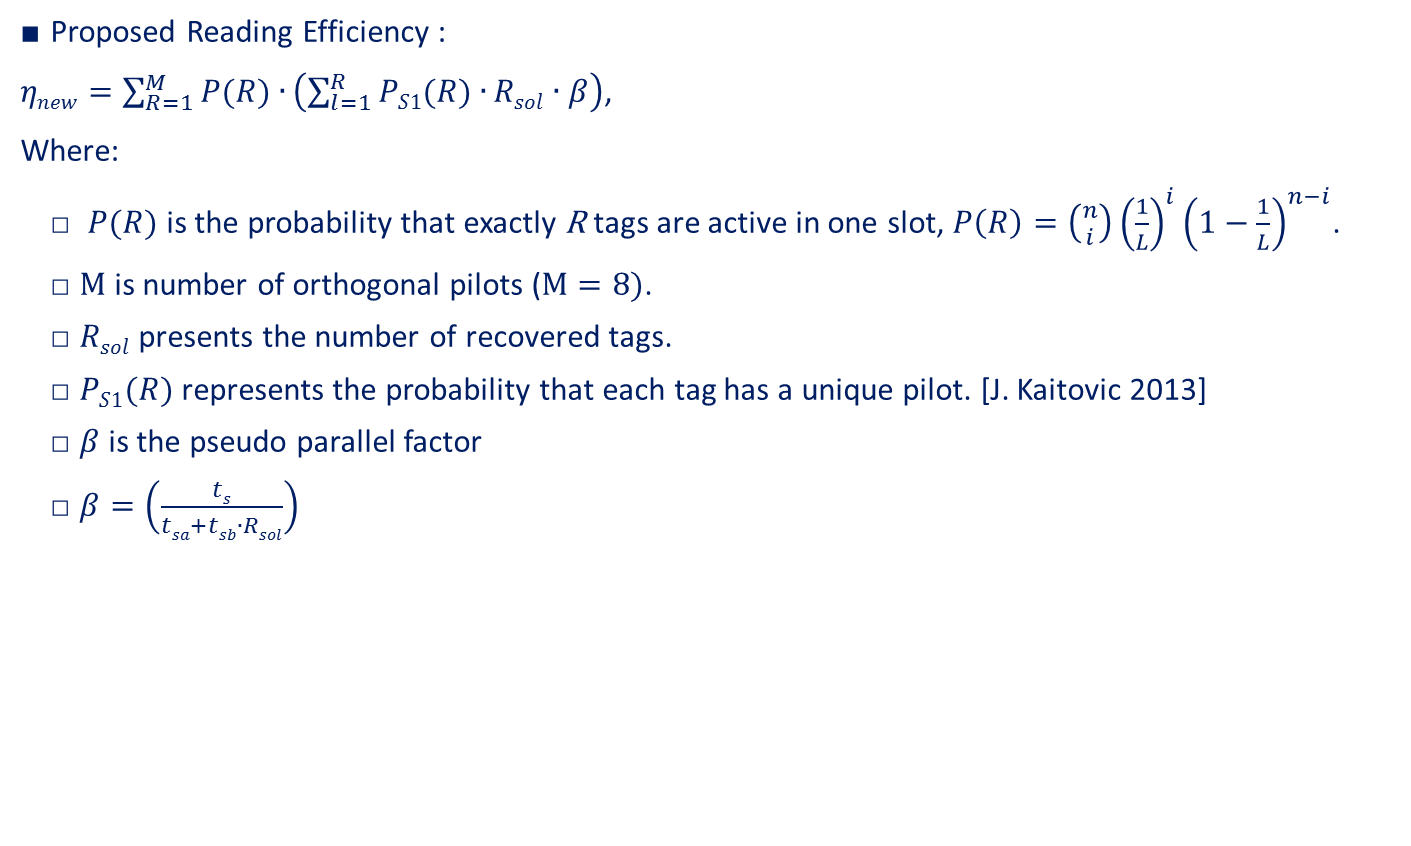 ■ Proposed Reading Efficiency :
η_new = ∑_{R=1}^{M} P(R) · (∑_{l=1}^{R} P_{S1}(R) · R_sol · β),
Where:
□ P(R) is the probability that exactly R tags are active in one slot, P(R) = (n i) (1/L)^i (1 − 1/L)^{n−i}.
□ M is number of orthogonal pilots (M = 8).
□ R_sol presents the number of recovered tags.
□ P_{S1}(R) represents the probability that each tag has a unique pilot. [J. Kaitovic 2013]
□ β is the pseudo parallel factor
□ β = (t_s / (t_sa + t_sb · R_sol))